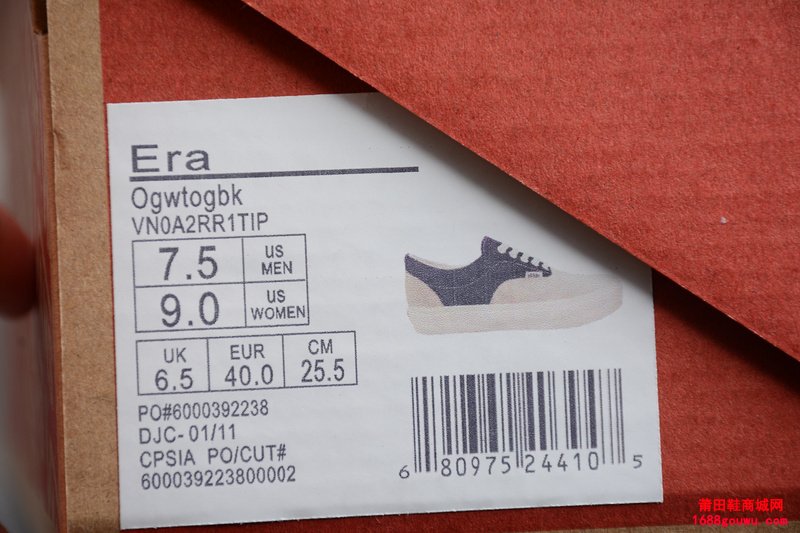 Era
Ogwtogbk
VN0A2RR1TIP
7.5 US MEN
9.0 US WOMEN
UK EUR CM
6.5 40.0 25.5
PO#6000392238
DJC- 01/11
CPSIA PO/CUT#
600039223800002
6 80975 24410 5
莆田鞋商城网
1688gouwu.com